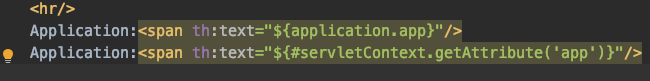 <hr/>
Application:<span th:text="${application.app}"/>
Application:<span th:text="${#servletContext.getAttribute('app')}"/>